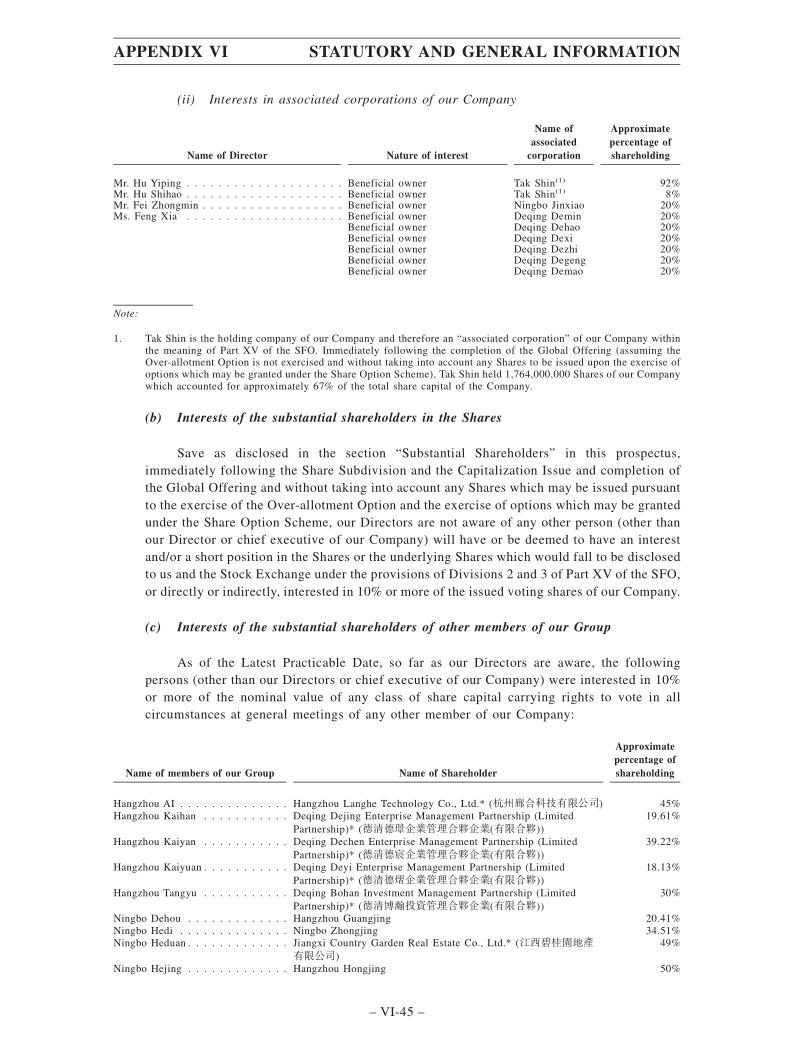 APPENDIX VI STATUTORY AND GENERAL INFORMATION
(ii) Interests in associated corporations of our Company
Name of Director Nature of interest Name of associated corporation Approximate percentage of shareholding
Mr. Hu Yiping . . . . . . . . . . . . . . . . . . . . Beneficial owner Tak Shin(1) 92%
Mr. Hu Shihao . . . . . . . . . . . . . . . . . . . . Beneficial owner Tak Shin(1) 8%
Mr. Fei Zhongmin . . . . . . . . . . . . . . . . . . Beneficial owner Ningbo Jinxiao 20%
Ms. Feng Xia . . . . . . . . . . . . . . . . . . . . Beneficial owner Deqing Demin 20%
Beneficial owner Deqing Dehao 20%
Beneficial owner Deqing Dexi 20%
Beneficial owner Deqing Dezhi 20%
Beneficial owner Deqing Degeng 20%
Beneficial owner Deqing Demao 20%
Note:
1. Tak Shin is the holding company of our Company and therefore an “associated corporation” of our Company within
the meaning of Part XV of the SFO. Immediately following the completion of the Global Offering (assuming the
Over-allotment Option is not exercised and without taking into account any Shares to be issued upon the exercise of
options which may be granted under the Share Option Scheme), Tak Shin held 1,764,000,000 Shares of our Company
which accounted for approximately 67% of the total share capital of the Company.
(b) Interests of the substantial shareholders in the Shares
Save as disclosed in the section “Substantial Shareholders” in this prospectus,
immediately following the Share Subdivision and the Capitalization Issue and completion of
the Global Offering and without taking into account any Shares which may be issued pursuant
to the exercise of the Over-allotment Option and the exercise of options which may be granted
under the Share Option Scheme, our Directors are not aware of any other person (other than
our Director or chief executive of our Company) will have or be deemed to have an interest
and/or a short position in the Shares or the underlying Shares which would fall to be disclosed
to us and the Stock Exchange under the provisions of Divisions 2 and 3 of Part XV of the SFO,
or directly or indirectly, interested in 10% or more of the issued voting shares of our Company.
(c) Interests of the substantial shareholders of other members of our Group
As of the Latest Practicable Date, so far as our Directors are aware, the following
persons (other than our Directors or chief executive of our Company) were interested in 10%
or more of the nominal value of any class of share capital carrying rights to vote in all
circumstances at general meetings of any other member of our Company:
Name of members of our Group Name of Shareholder Approximate percentage of shareholding
Hangzhou AI . . . . . . . . . . . . . . Hangzhou Langhe Technology Co., Ltd.* (杭州廊合科技有限公司) 45%
Hangzhou Kaihan . . . . . . . . . . . Deqing Dejing Enterprise Management Partnership (Limited 19.61%
Partnership)* (德清德璟企業管理合夥企業(有限合夥))
Hangzhou Kaiyan . . . . . . . . . . . Deqing Dechen Enterprise Management Partnership (Limited 39.22%
Partnership)* (德清德宸企業管理合夥企業(有限合夥))
Hangzhou Kaiyuan . . . . . . . . . . . Deqing Deyi Enterprise Management Partnership (Limited 18.13%
Partnership)* (德清德熠企業管理合夥企業(有限合夥))
Hangzhou Tangyu . . . . . . . . . . . Deqing Bohan Investment Management Partnership (Limited 30%
Partnership)* (德清博瀚投資管理合夥企業(有限合夥))
Ningbo Dehou . . . . . . . . . . . . . Hangzhou Guangjing 20.41%
Ningbo Hedi . . . . . . . . . . . . . . Ningbo Zhongjing 34.51%
Ningbo Heduan . . . . . . . . . . . . . Jiangxi Country Garden Real Estate Co., Ltd.* (江西碧桂園地產 49%
有限公司)
Ningbo Hejing . . . . . . . . . . . . . Hangzhou Hongjing 50%
– VI-45 –